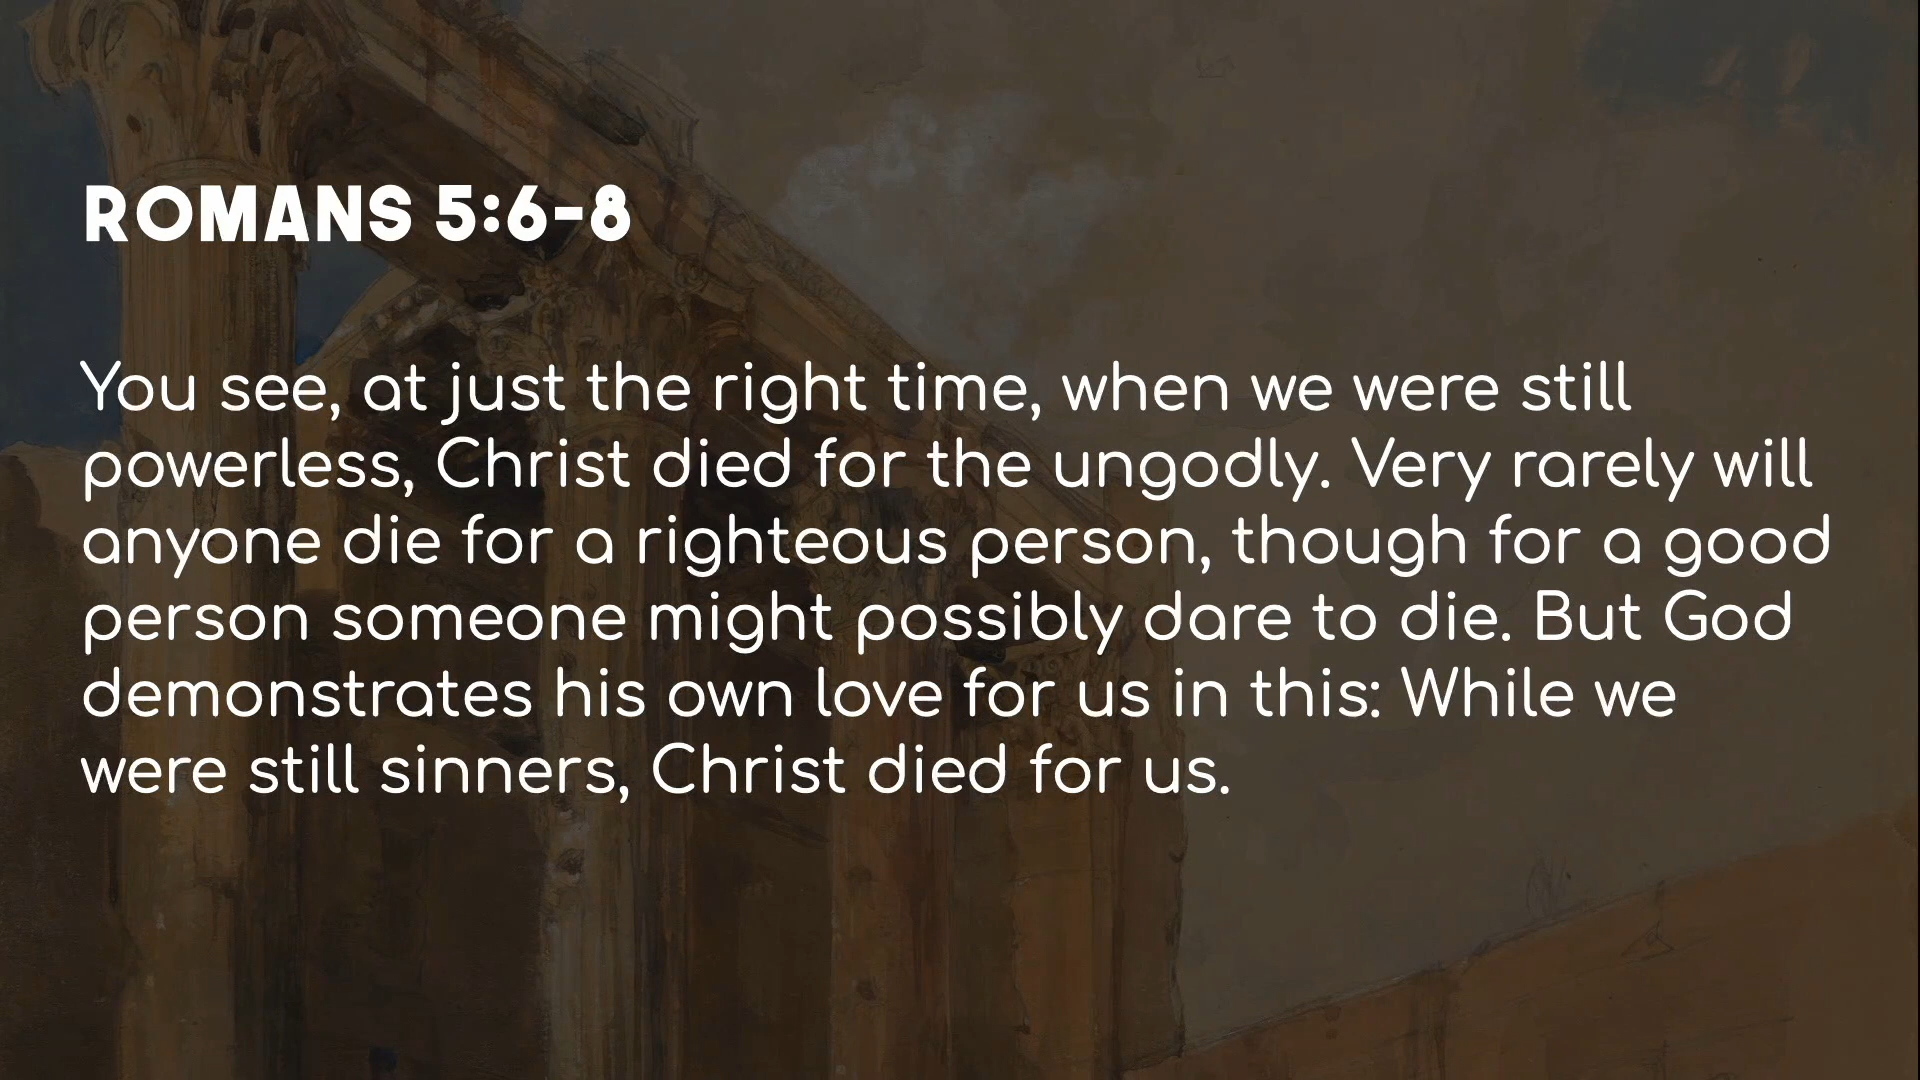 ROMANS 5:6-8
You see, at just the right time, when we were still
powerless, Christ died for the ungodly. Very rarely will
anyone die for a righteous person, though for a good
person someone might possibly dare to die. But God
demonstrates his own love for us in this: While we
were still sinners, Christ died for us.